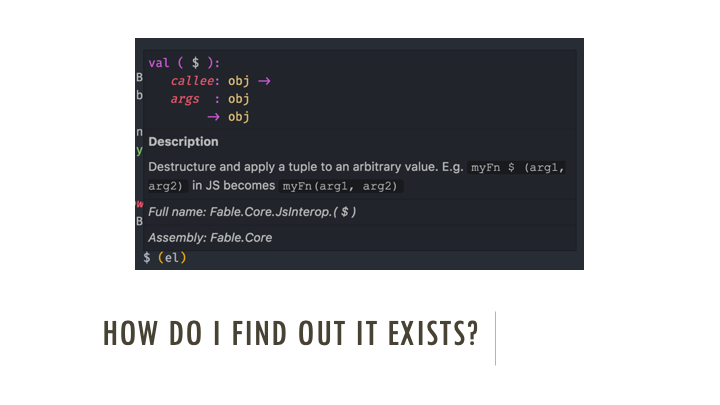 val ( $ ):
B
callee: obj →
b
args : obj
→ obj
n
Description
y
Destructure and apply a tuple to an arbitrary value. E.g. myFn $ (arg1,
arg2) in JS becomes myFn(arg1, arg2)
w
Full name: Fable.Core.JsInterop.( $ )
B
Assembly: Fable.Core
$ (el)
HOW DO I FIND OUT IT EXISTS?